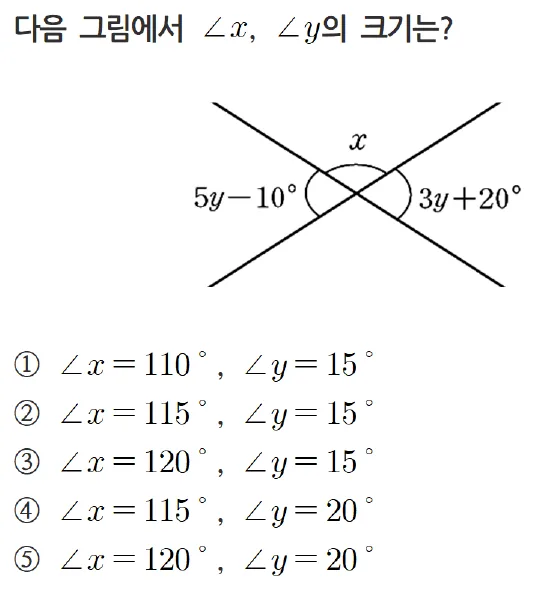 다음 그림에서 ∠x, ∠y의 크기는?
x
5y−10°
3y+20°
① ∠x=110°, ∠y=15°
② ∠x=115°, ∠y=15°
③ ∠x=120°, ∠y=15°
④ ∠x=115°, ∠y=20°
⑤ ∠x=120°, ∠y=20°